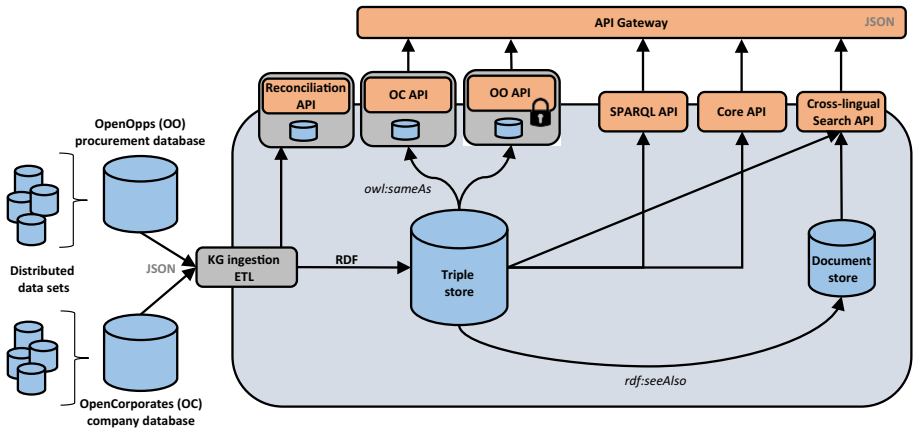 API Gateway
JSON
Reconciliation
API
OC API
OO API
SPARQL API
Core API
Cross-lingual
Search API
OpenOpps (OO)
procurement database
owl:sameAs
Distributed
data sets
JSON
KG ingestion
ETL
RDF
Triple
store
Document
store
rdf:seeAlso
OpenCorporates (OC)
company database